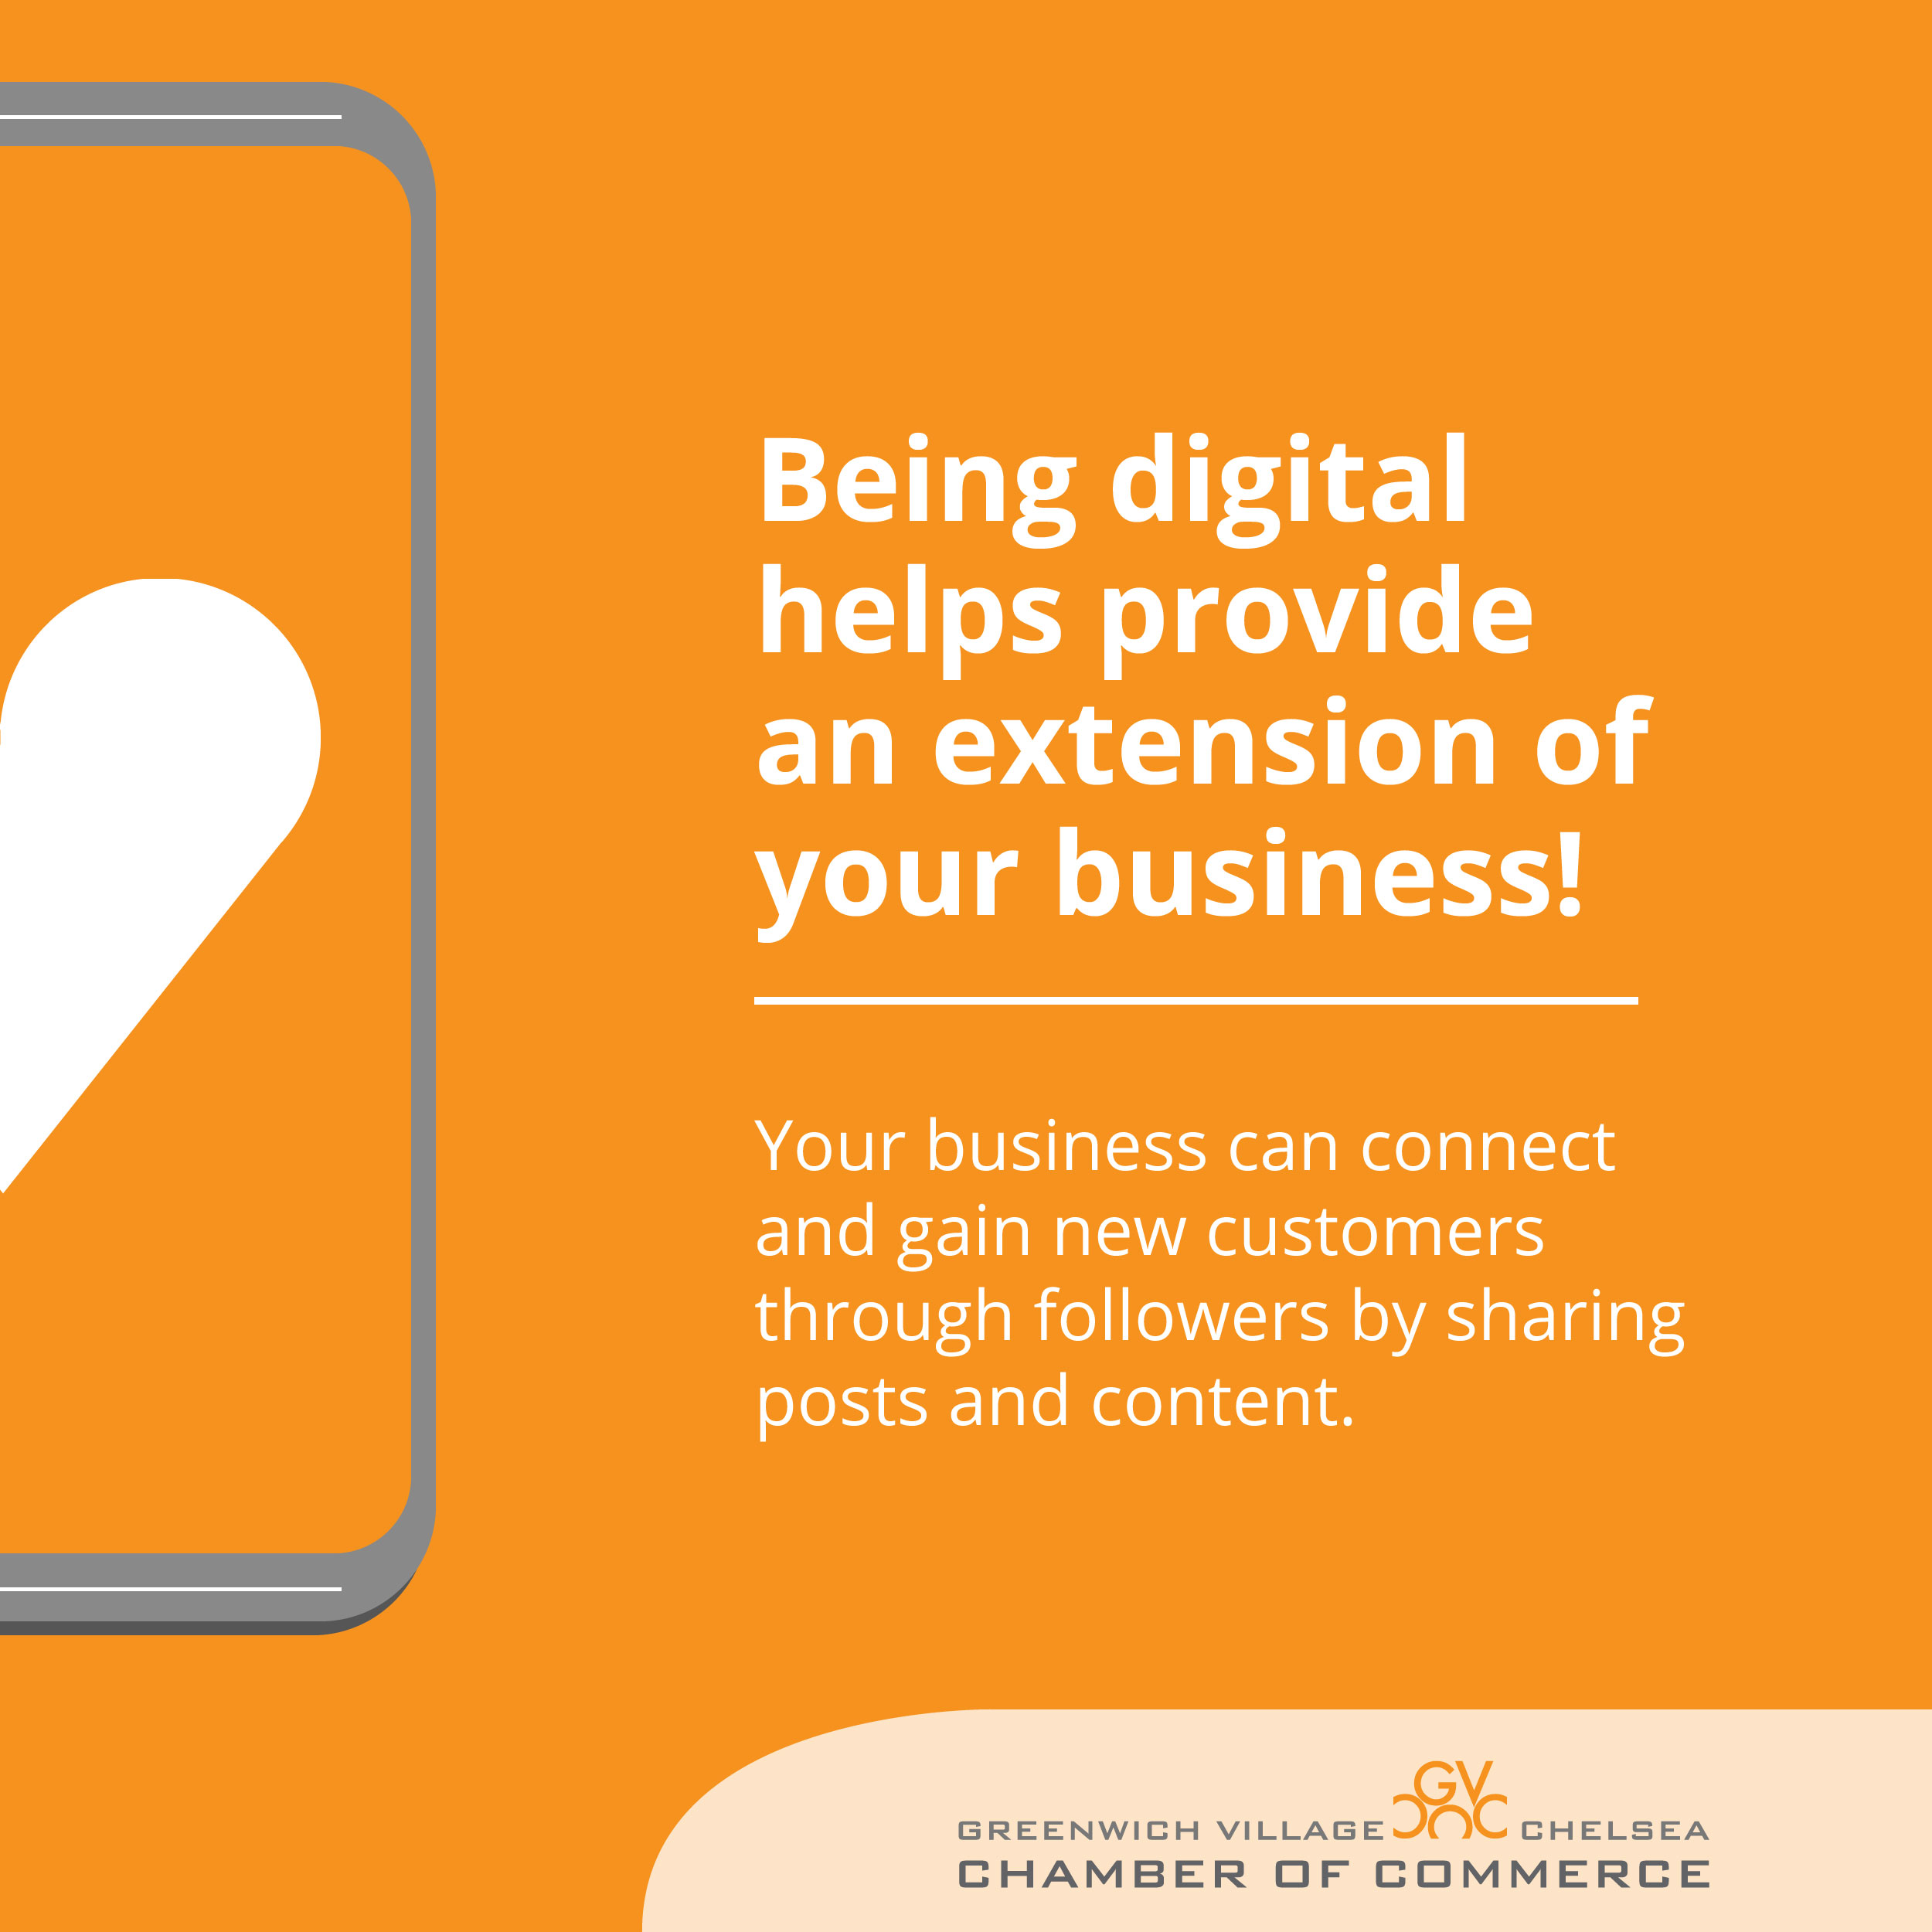 Being digital
helps provide
an extension of
your business!
Your business can connect
and gain new customers
through followers by sharing
posts and content.
GVCCC
GREENWICH VILLAGE CHELSEA
CHAMBER OF COMMERCE